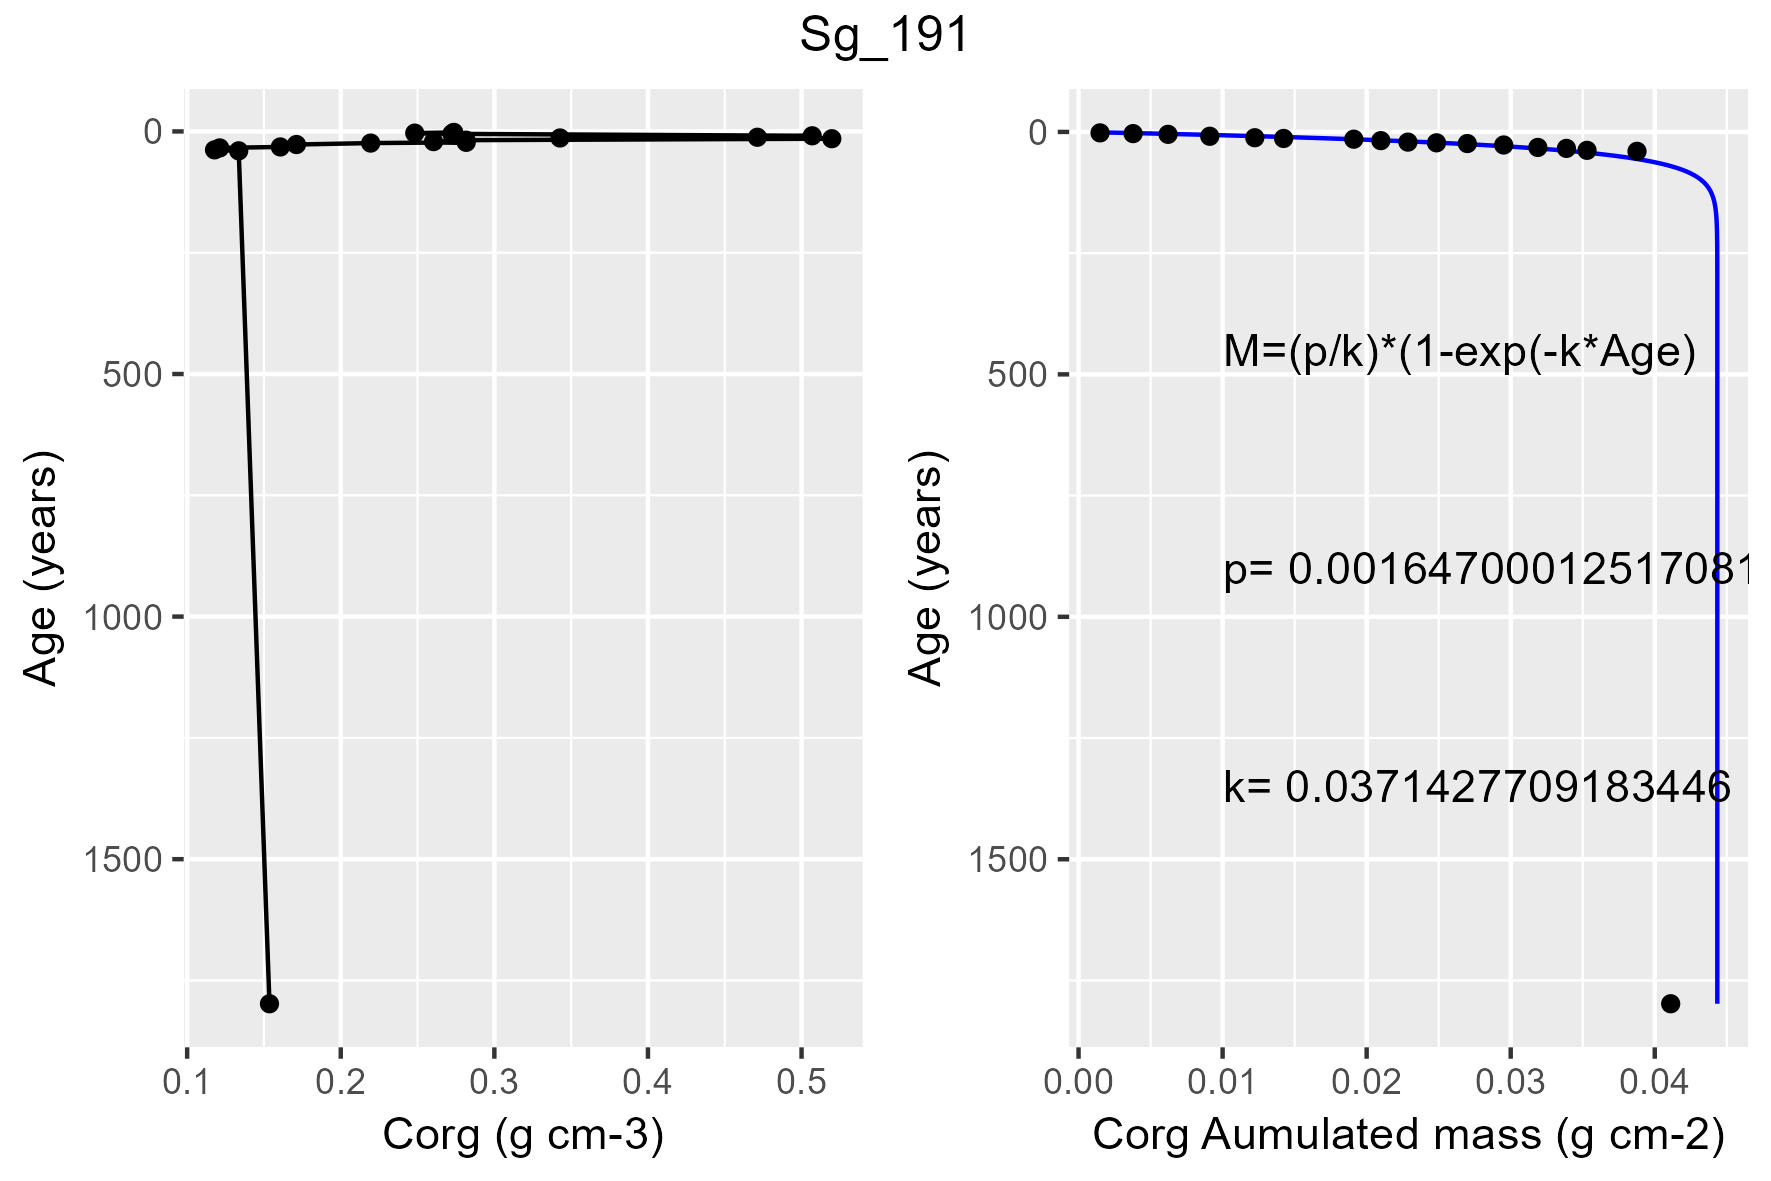 Sg_191
Age (years)
0
500
1000
1500
0.1 0.2 0.3 0.4 0.5
Corg (g cm-3)
Age (years)
0
500
1000
1500
M=(p/k)*(1-exp(-k*Age)
p= 0.00164700012517081
k= 0.0371427709183446
0.00 0.01 0.02 0.03 0.04
Corg Aumulated mass (g cm-2)